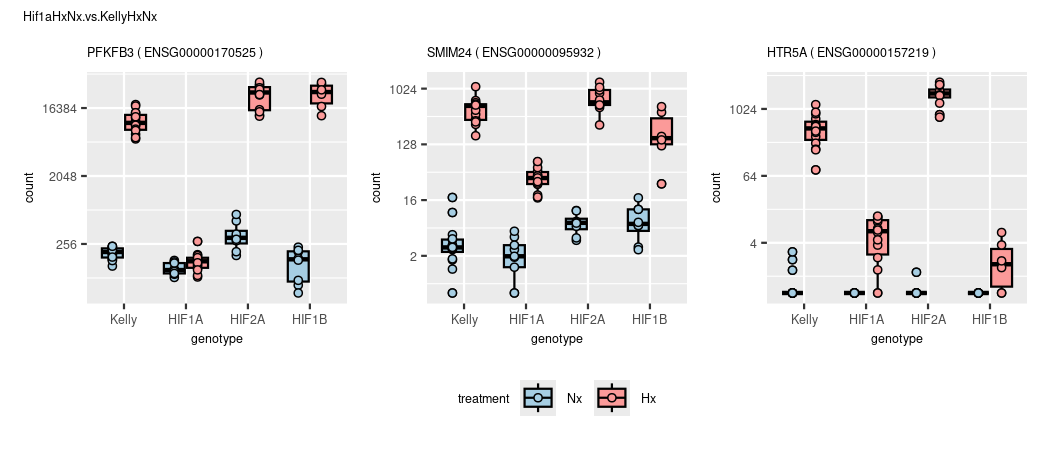 Hif1aHxNx.vs.KellyHxNx
PFKFB3 ( ENSG00000170525 )
count
16384
2048
256
Kelly HIF1A HIF2A HIF1B
genotype
SMIM24 ( ENSG00000095932 )
count
1024
128
16
2
Kelly HIF1A HIF2A HIF1B
genotype
HTR5A ( ENSG00000157219 )
count
1024
64
4
Kelly HIF1A HIF2A HIF1B
genotype
treatment Nx Hx